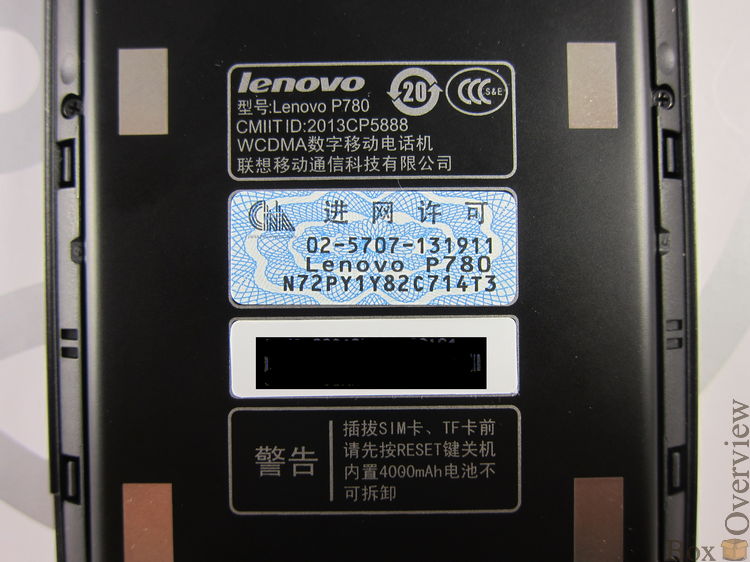 lenovo
型号:Lenovo P780
CMIIT ID:2013CP5888
WCDMA数字移动电话机
联想移动通信科技有限公司
20
CCC S&E
CNA 进网许可
02-5707-131911
Lenovo P780
N72PY1Y82C714T3
警告
插拔SIM卡、TF卡前
请先按RESET键关机
内置4000mAh电池不
可拆卸
Box Overview